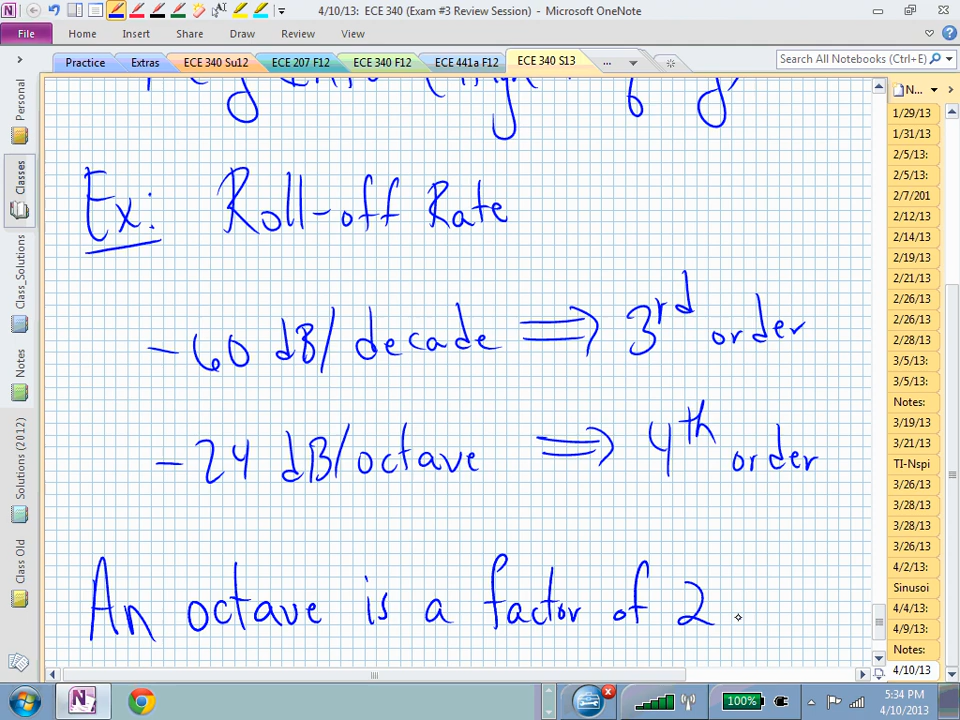 4/10/13: ECE 340 (Exam #3 Review Session) - Microsoft OneNote
File Home Insert Share Draw Review View
Practice Extras ECE 340 Su12 ECE 207 F12 ECE 340 F12 ECE 441a F12 ECE 340 S13 ... Search All Notebooks (Ctrl+E)
Personal
Classes
Class_Solutions
Notes
Solutions (2012)
Class Old
Ex: Roll-off Rate
-60 dB/decade ⟹ 3rd order
-24 dB/octave ⟹ 4th order
An octave is a factor of 2
N...
1/29/13
1/31/13
2/5/13:
2/5/13:
2/7/201
2/12/13
2/14/13
2/19/13
2/21/13
2/26/13
2/26/13
2/28/13
3/5/13:
3/5/13:
Notes:
3/19/13
3/21/13
TI-Nspi
3/26/13
3/28/13
3/28/13
3/26/13
4/2/13:
Sinusoi
4/4/13:
4/9/13:
Notes:
4/10/13
100%
5:34 PM
4/10/2013